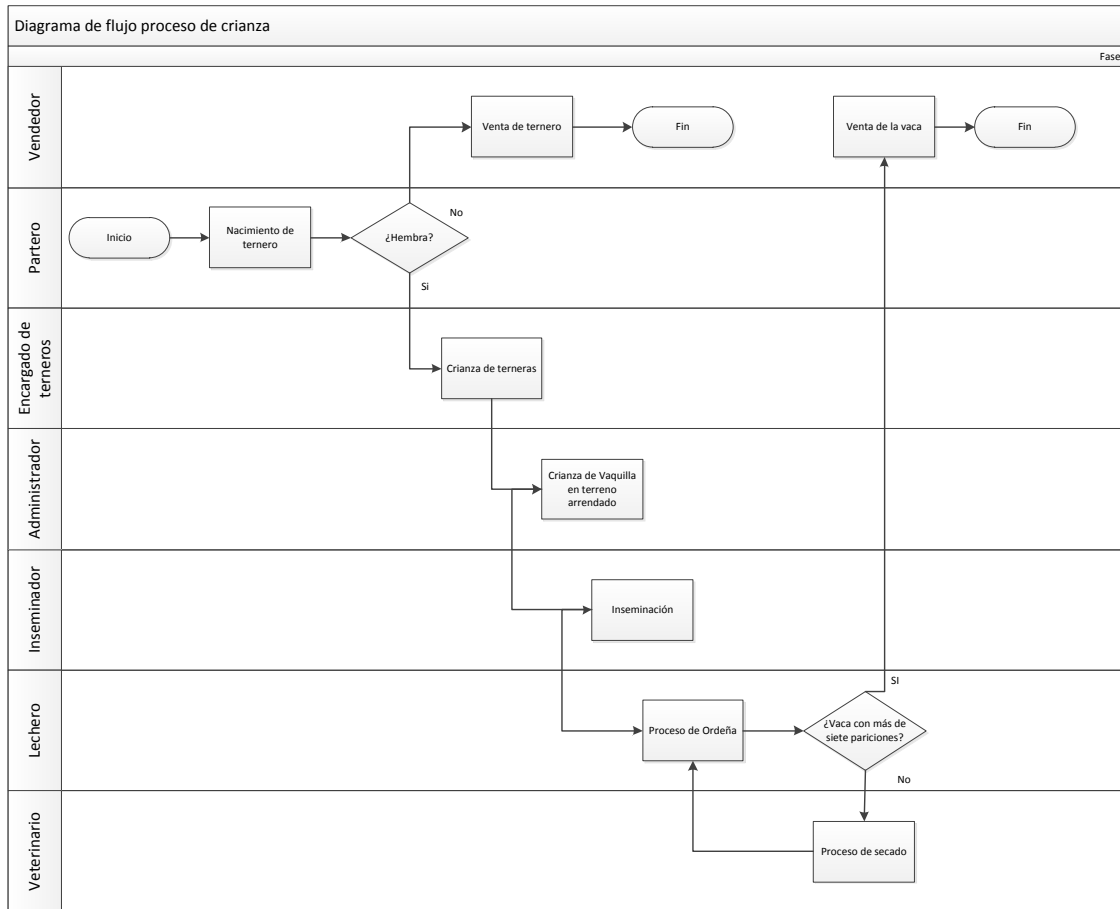 Diagrama de flujo proceso de crianza
Fase
Vendedor
Venta de ternero
Fin
Venta de la vaca
Fin
Partero
Inicio
Nacimiento de
ternero
¿Hembra?
No
Si
Encargado de
terneros
Crianza de terneras
Administrador
Crianza de Vaquilla
en terreno
arrendado
Inseminador
Inseminación
Lechero
Proceso de Ordeña
¿Vaca con más de
siete pariciones?
SI
No
Veterinario
Proceso de secado